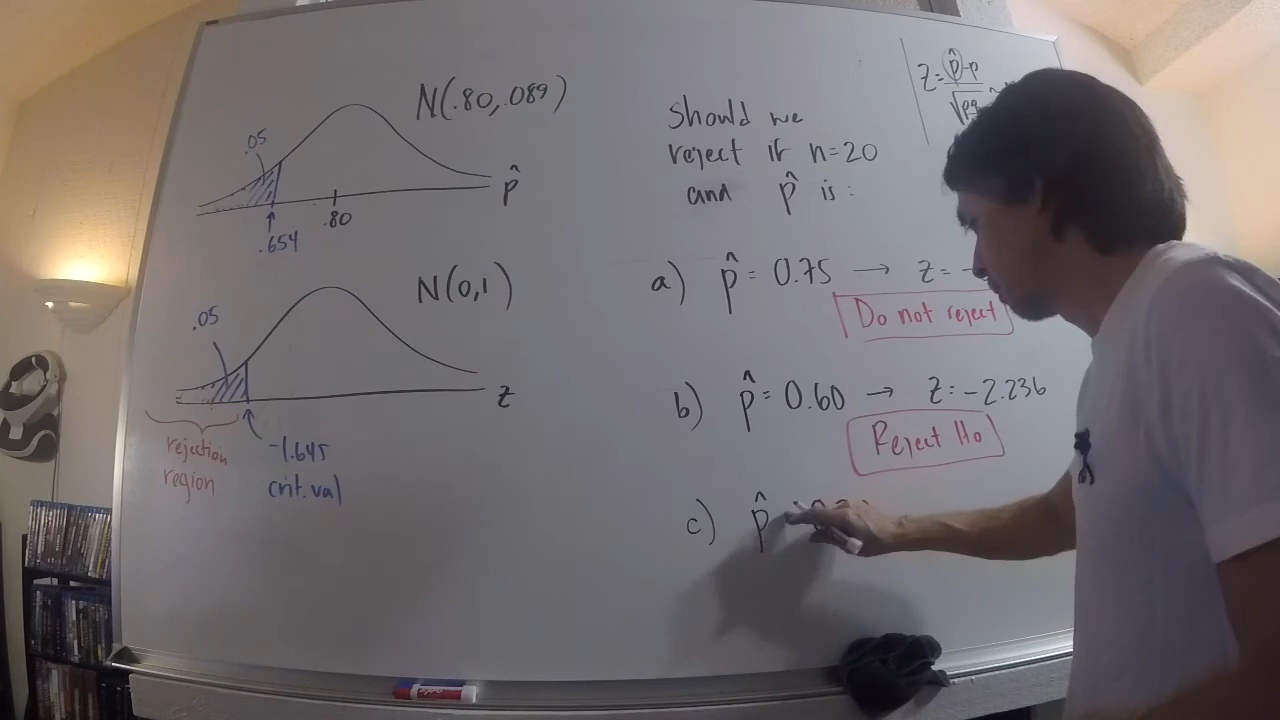 N(.80, .089)
.05
p̂
.80
.654
N(0,1)
.05
z
-1.645
crit. val
rejection
region
Should we
reject if n=20
and p̂ is:
z = p̂-p
a) p̂ = 0.75 → z = -
Do not reject
b) p̂ = 0.60 → z = -2.236
Reject Ho
c) p̂